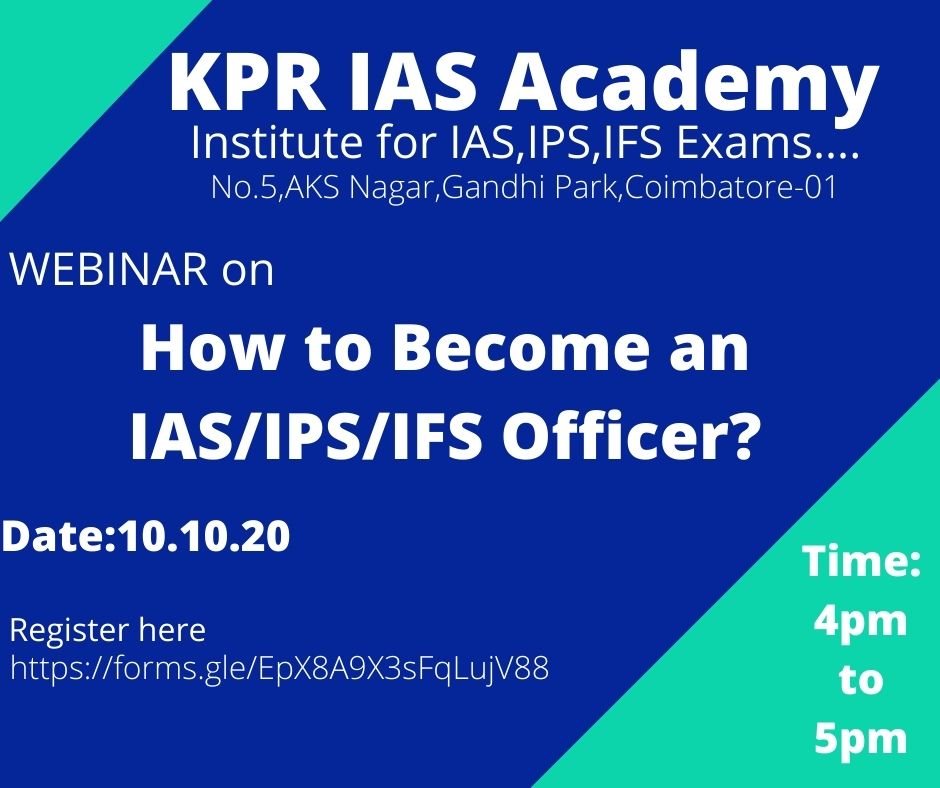 KPR IAS Academy
Institute for IAS,IPS,IFS Exams....
No.5,AKS Nagar,Gandhi Park,Coimbatore-01
WEBINAR on
How to Become an
IAS/IPS/IFS Officer?
Date:10.10.20
Register here
https://forms.gle/EpX8A9X3sFqLujV88
Time:
4pm
to
5pm